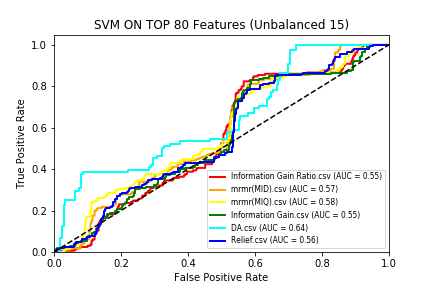 SVM ON TOP 80 Features (Unbalanced 15)
1.0
0.8
0.6
0.4
0.2
0.0
True Positive Rate
Information Gain Ratio.csv (AUC = 0.55)
mrmr(MID).csv (AUC = 0.57)
mrmr(MIQ).csv (AUC = 0.58)
Information Gain.csv (AUC = 0.55)
DA.csv (AUC = 0.64)
Relief.csv (AUC = 0.56)
0.0 0.2 0.4 0.6 0.8 1.0
False Positive Rate